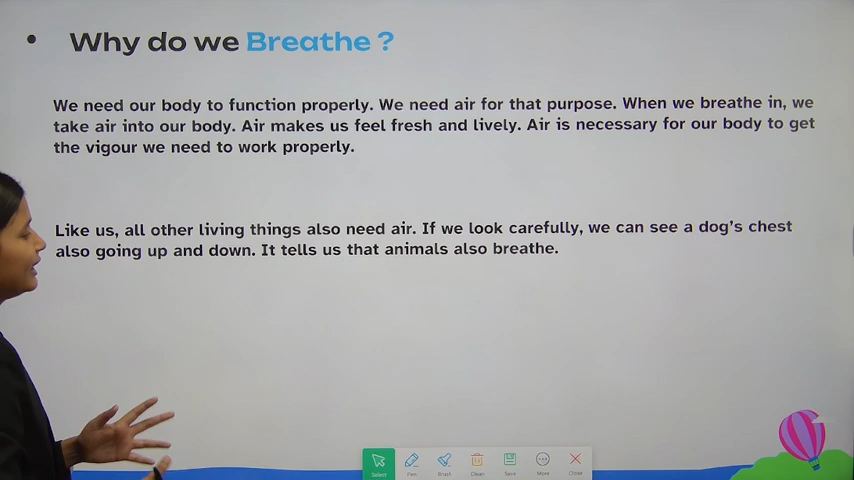 • Why do we Breathe ?
We need our body to function properly. We need air for that purpose. When we breathe in, we
take air into our body. Air makes us feel fresh and lively. Air is necessary for our body to get
the vigour we need to work properly.
Like us, all other living things also need air. If we look carefully, we can see a dog's chest
also going up and down. It tells us that animals also breathe.
Select Pen Brush Clean Save More Close